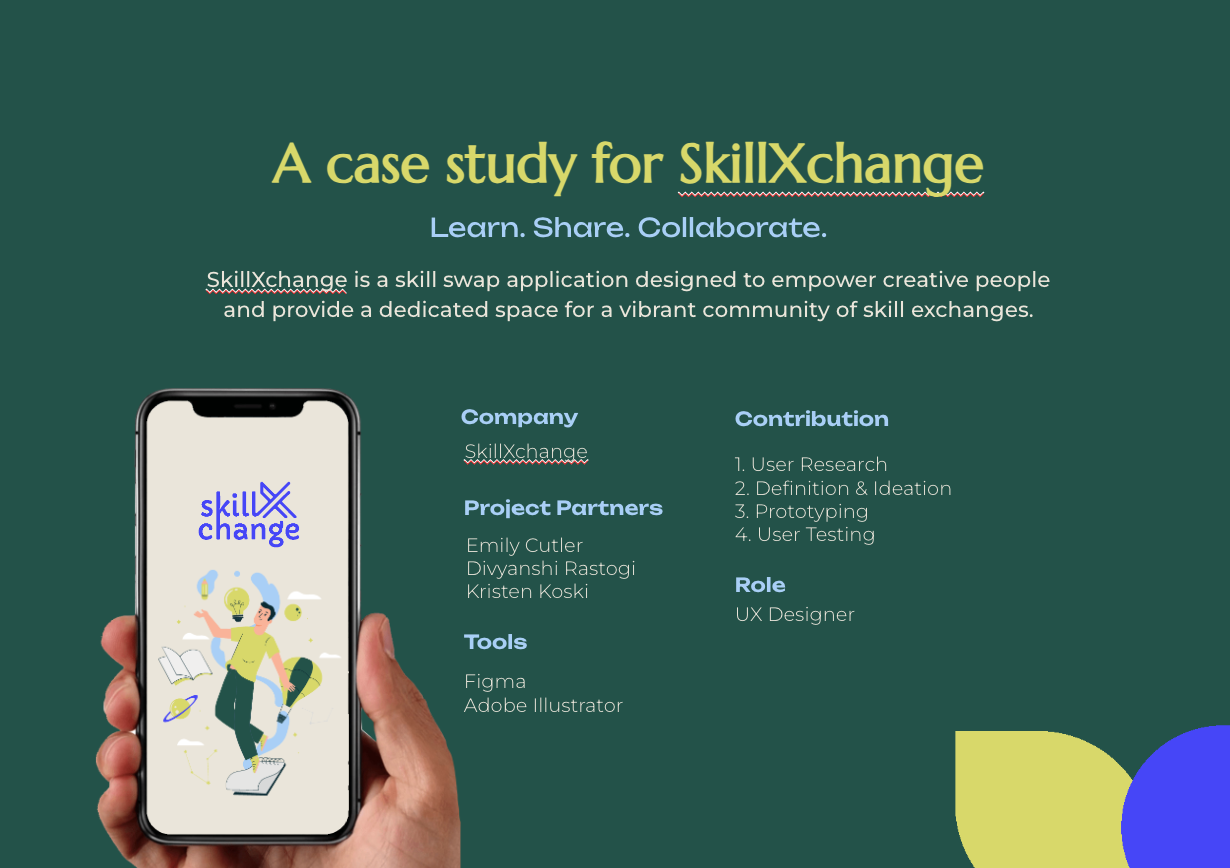 A case study for SkillXchange
Learn. Share. Collaborate.
SkillXchange is a skill swap application designed to empower creative people
and provide a dedicated space for a vibrant community of skill exchanges.
skillX
change
Company
SkillXchange
Project Partners
Emily Cutler
Divyanshi Rastogi
Kristen Koski
Tools
Figma
Adobe Illustrator
Contribution
1. User Research
2. Definition & Ideation
3. Prototyping
4. User Testing
Role
UX Designer